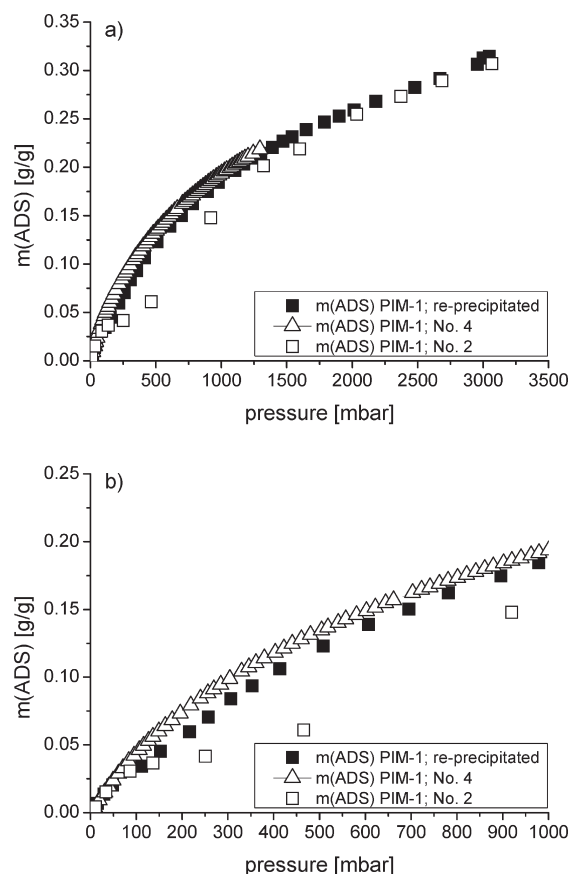 a)
0.35
0.30
0.25
0.20
0.15
0.10
0.05
0.00
m(ADS) [g/g]
m(ADS) PIM-1; re-precipitated
m(ADS) PIM-1; No. 4
m(ADS) PIM-1; No. 2
0 500 1000 1500 2000 2500 3000 3500
pressure [mbar]
b)
0.25
0.20
0.15
0.10
0.05
0.00
m(ADS) [g/g]
m(ADS) PIM-1; re-precipitated
m(ADS) PIM-1; No. 4
m(ADS) PIM-1; No. 2
0 100 200 300 400 500 600 700 800 900 1000
pressure [mbar]